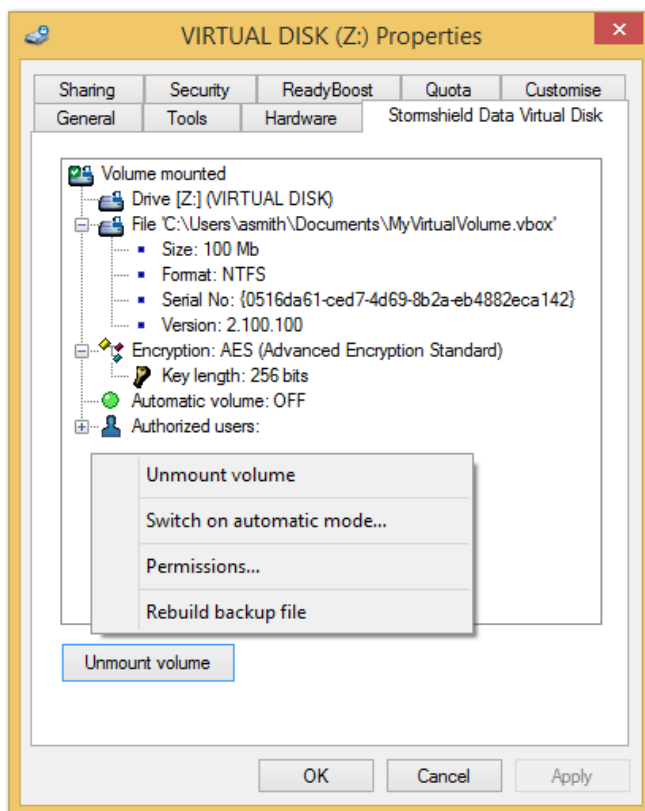 VIRTUAL DISK (Z:) Properties
Sharing Security ReadyBoost Quota Customise
General Tools Hardware Stormshield Data Virtual Disk
Volume mounted
Drive [Z:] (VIRTUAL DISK)
File 'C:\Users\asmith\Documents\MyVirtualVolume.vbox'
Size: 100 Mb
Format: NTFS
Serial No: {0516da61-ced7-4d69-8b2a-eb4882eca142}
Version: 2.100.100
Encryption: AES (Advanced Encryption Standard)
Key length: 256 bits
Automatic volume: OFF
Authorized users:
Unmount volume
Switch on automatic mode...
Permissions...
Rebuild backup file
Unmount volume
OK Cancel Apply